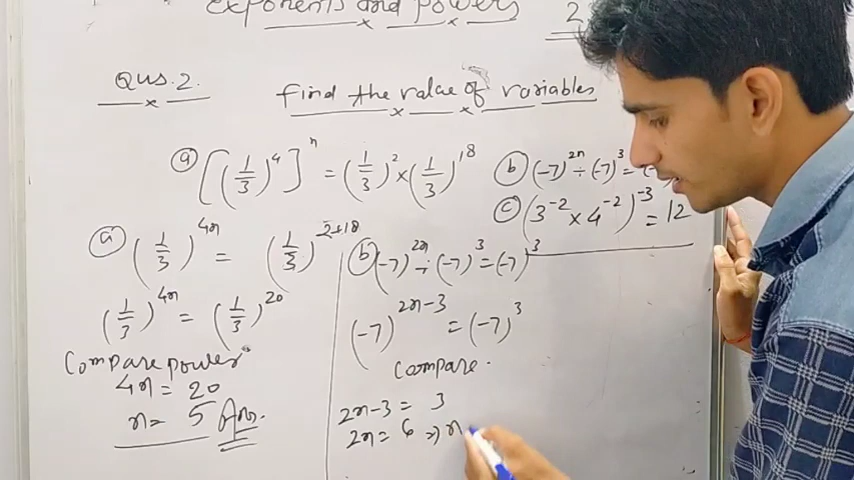 Exponents and Powers 2
Qus.2. find the value of variables
(a) [(1/3)^4]^n = (1/3)^2 × (1/3)^18
(b) (-7)^2n ÷ (-7)^3 = (-
(c) (3^-2 × 4^-2)^-3 = 12
(a) (1/3)^4n = (1/3)^2+18
(1/3)^4n = (1/3)^20
Compare powers
4n = 20
n = 5 Ans.
(b) (-7)^2n ÷ (-7)^3 = (-7)^3
(-7)^2n-3 = (-7)^3
Compare.
2n-3 = 3
2n = 6 ⇒ n